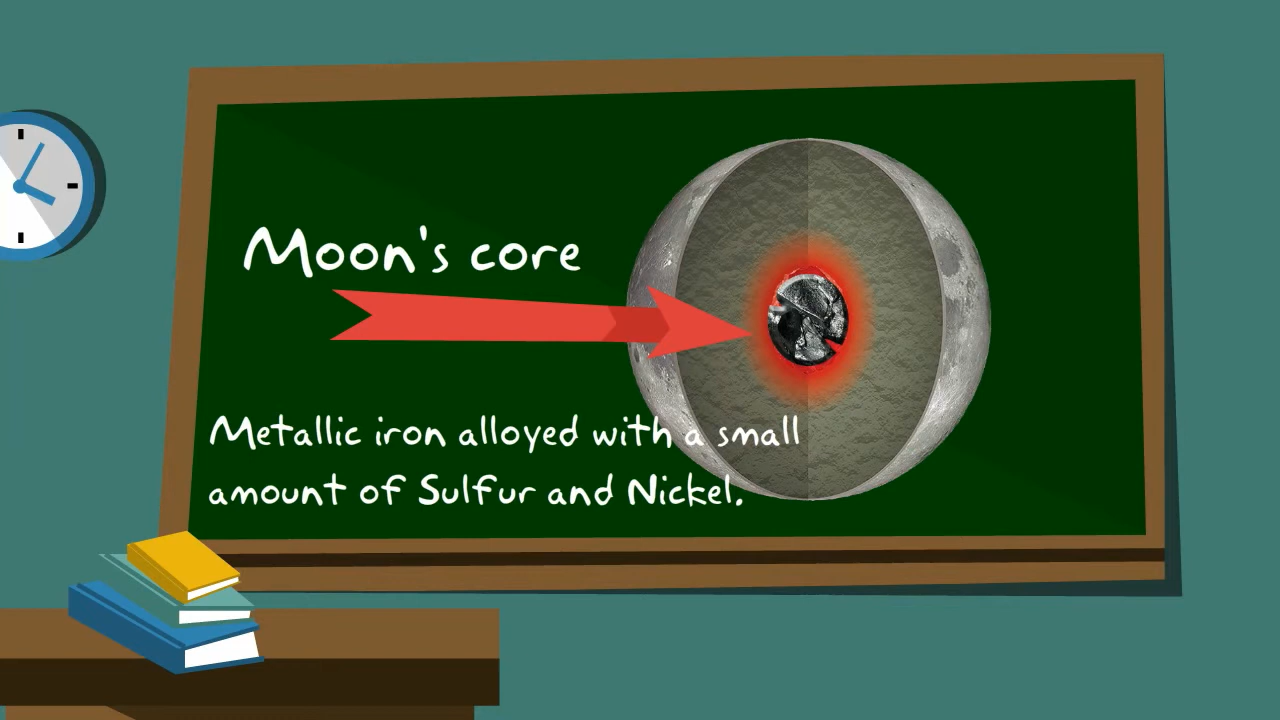 Moon's core
Metallic iron alloyed with a small
amount of Sulfur and Nickel.